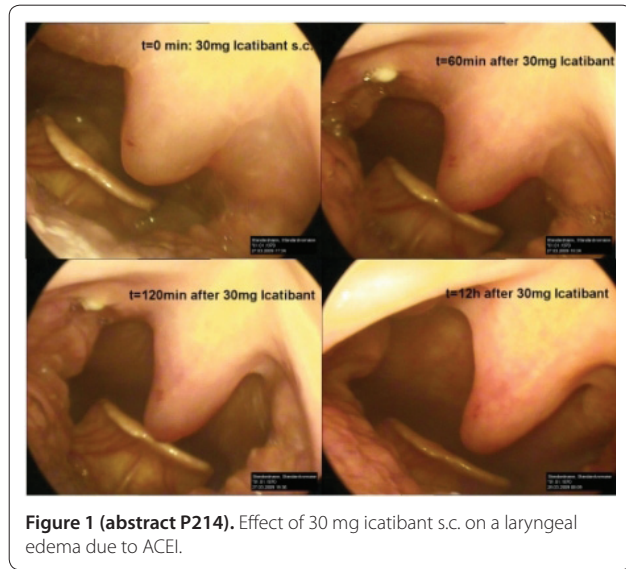 t=0 min: 30mg Icatibant s.c.
t=60min after 30mg Icatibant
t=120min after 30mg Icatibant
t=12h after 30mg Icatibant
Figure 1 (abstract P214). Effect of 30 mg icatibant s.c. on a laryngeal
edema due to ACEI.